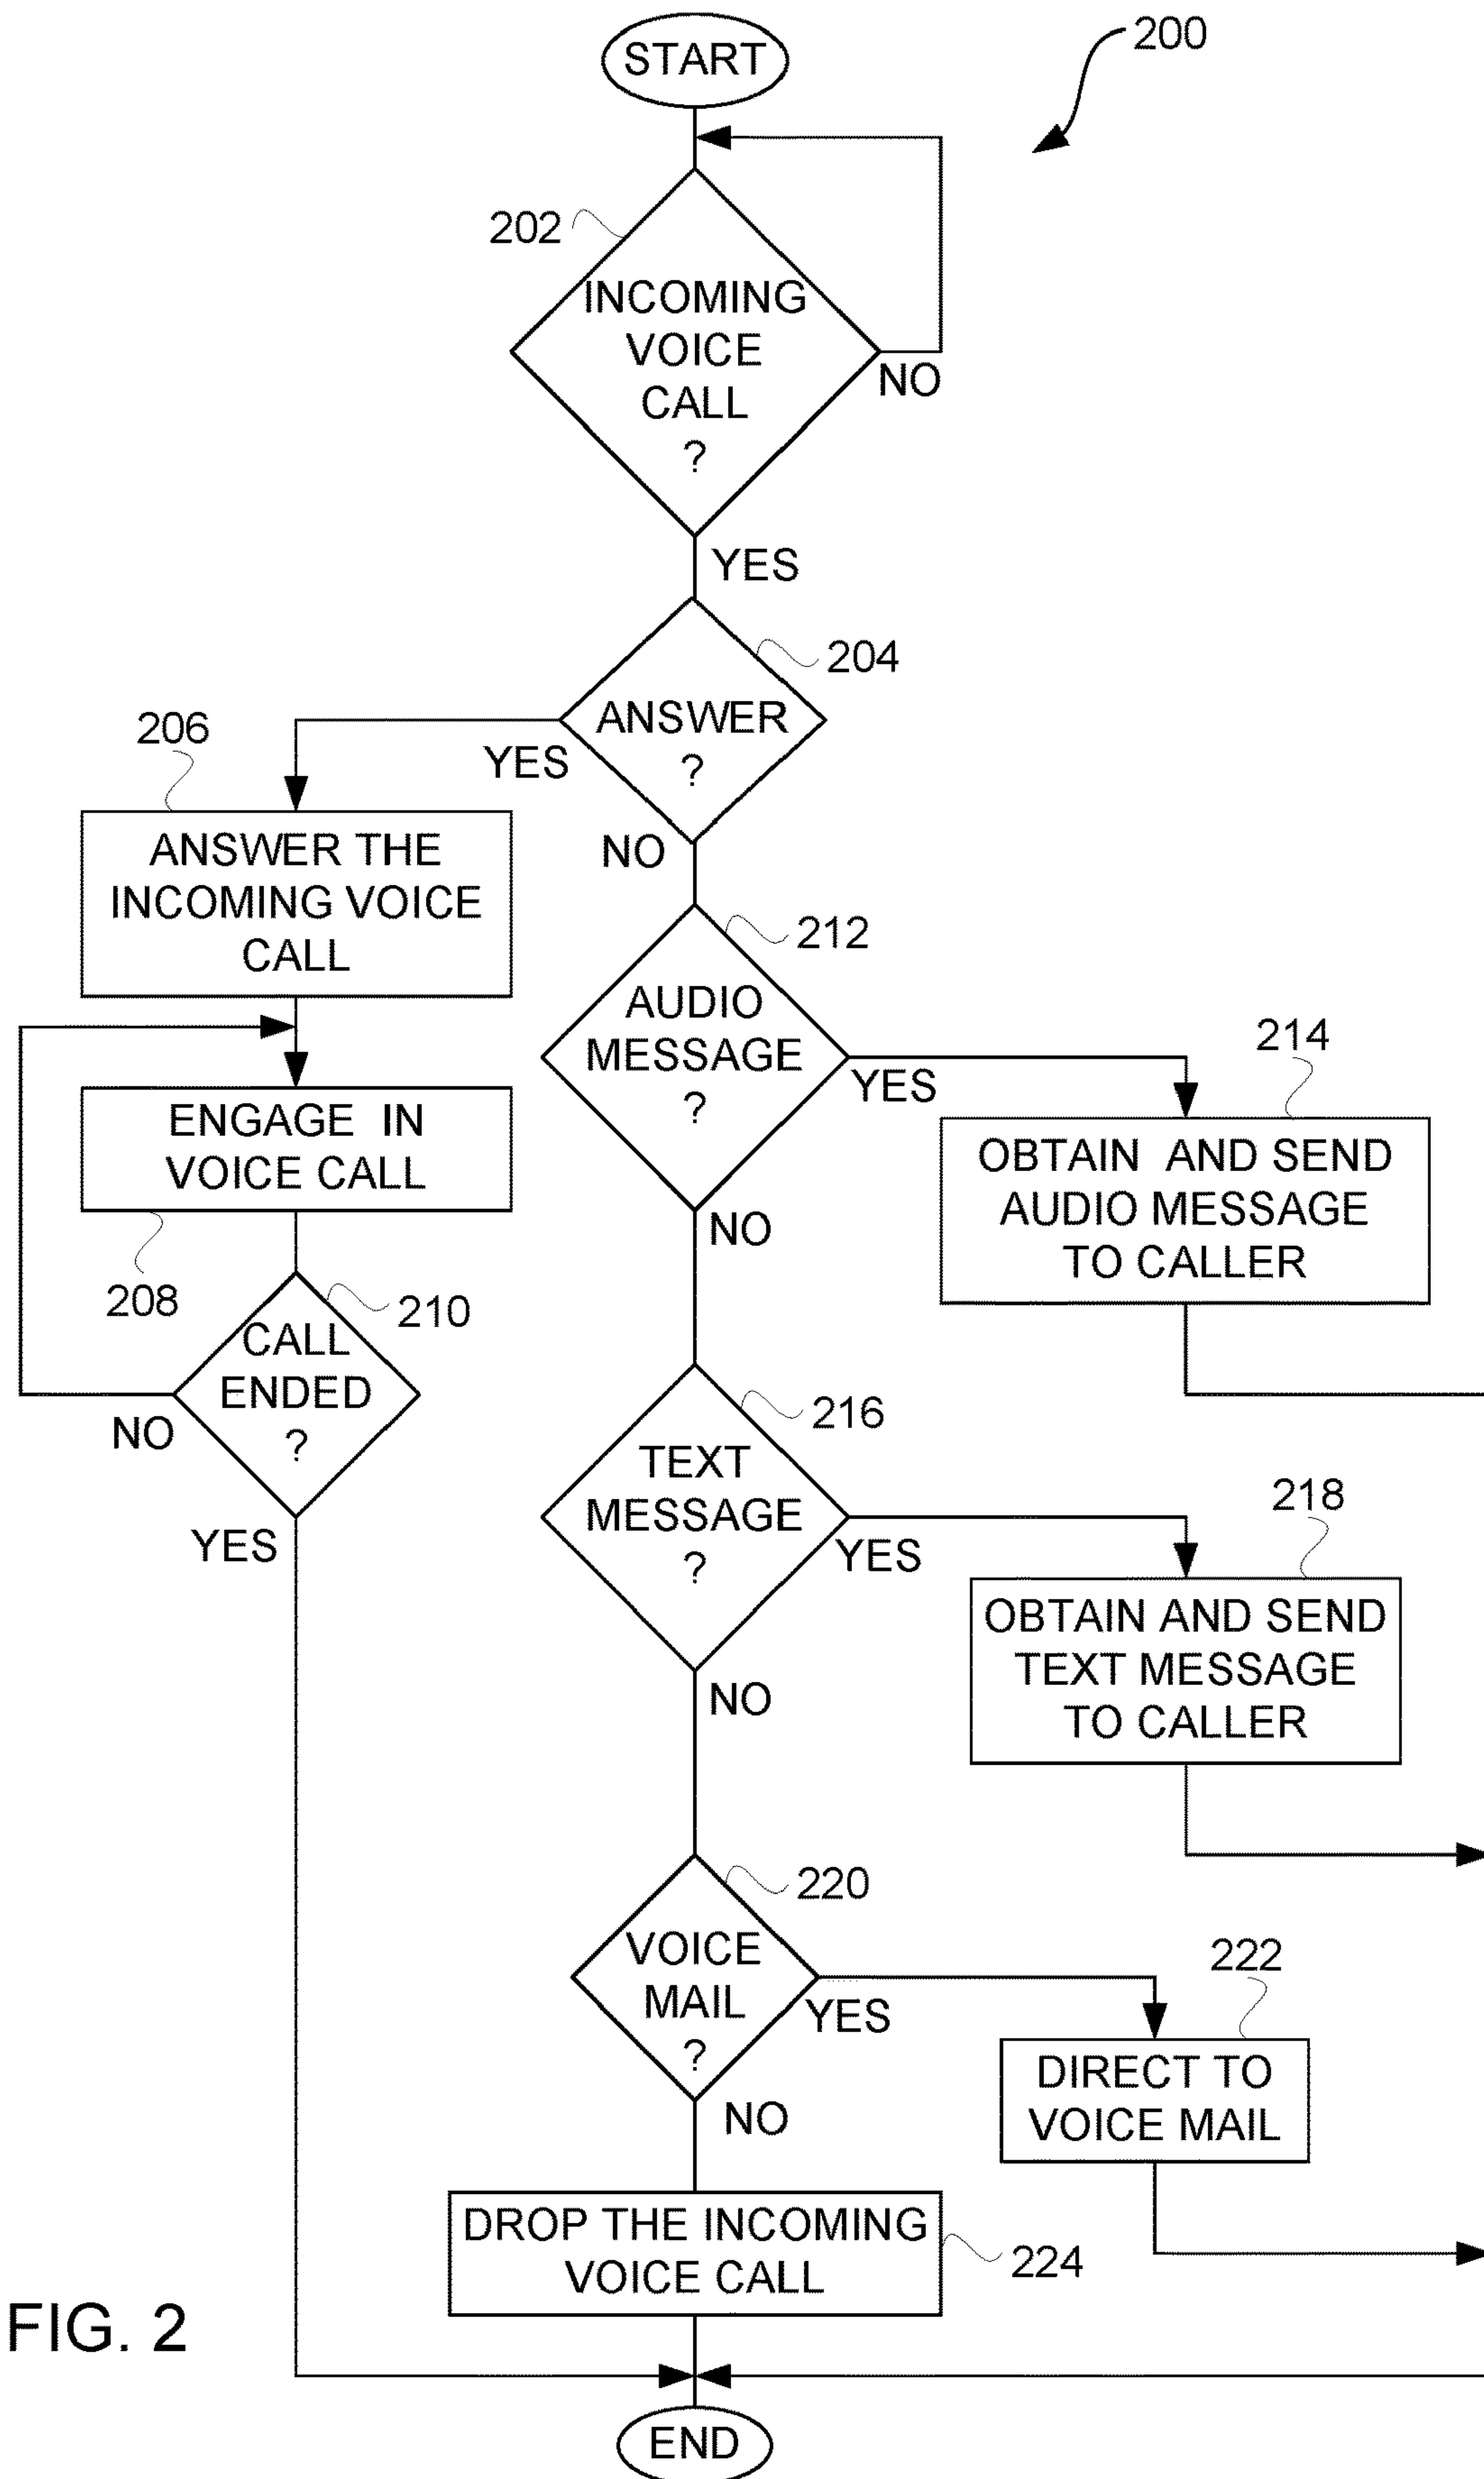 START
200
202
INCOMING
VOICE
CALL
?
NO
YES
204
ANSWER
?
YES
NO
206
ANSWER THE
INCOMING VOICE
CALL
212
AUDIO
MESSAGE
?
YES
NO
214
OBTAIN AND SEND
AUDIO MESSAGE
TO CALLER
ENGAGE IN
VOICE CALL
208
210
CALL
ENDED
?
NO
YES
216
TEXT
MESSAGE
?
YES
NO
218
OBTAIN AND SEND
TEXT MESSAGE
TO CALLER
220
VOICE
MAIL
?
YES
NO
222
DIRECT TO
VOICE MAIL
DROP THE INCOMING
VOICE CALL
224
FIG. 2
END